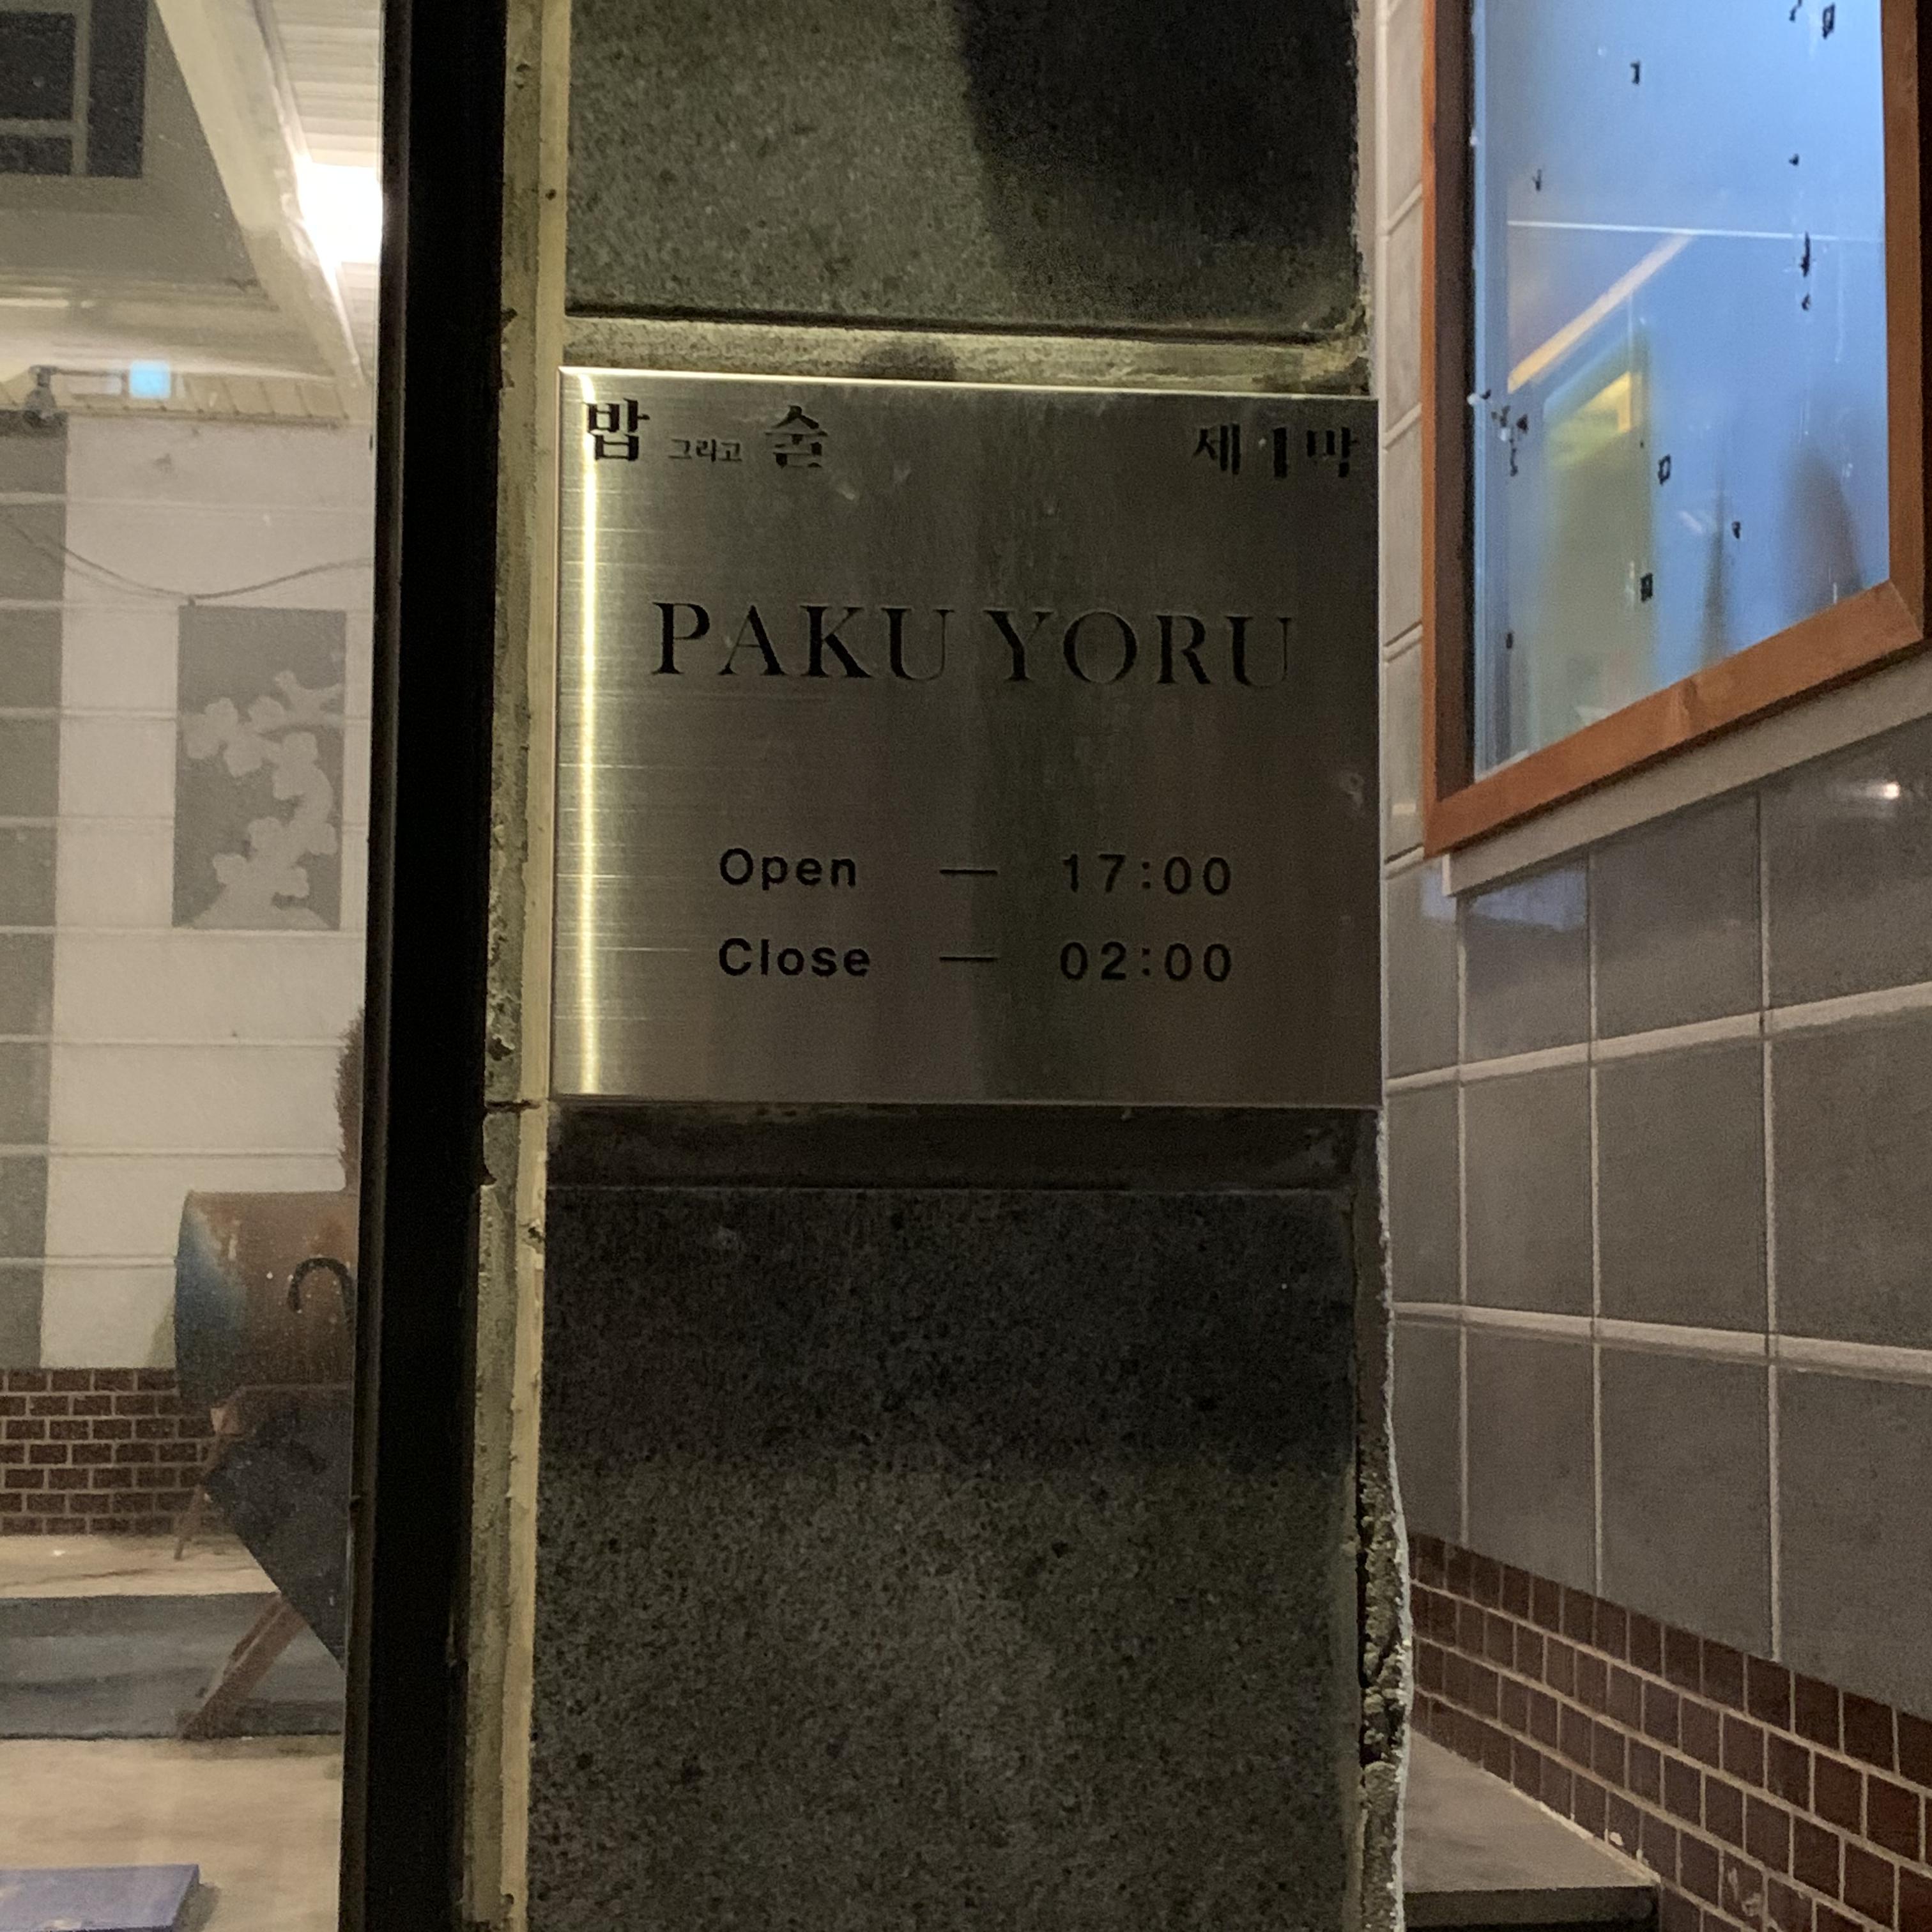 밥 그리고 술 제1막
PAKU YORU
Open — 17:00
Close — 02:00